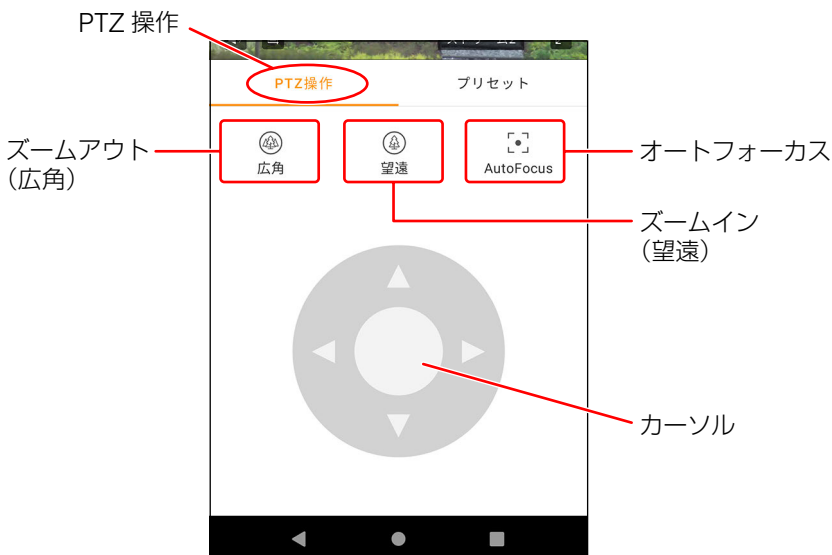 PTZ 操作
PTZ操作
プリセット
ズームアウト
（広角）
広角
望遠
AutoFocus
オートフォーカス
ズームイン
（望遠）
カーソル